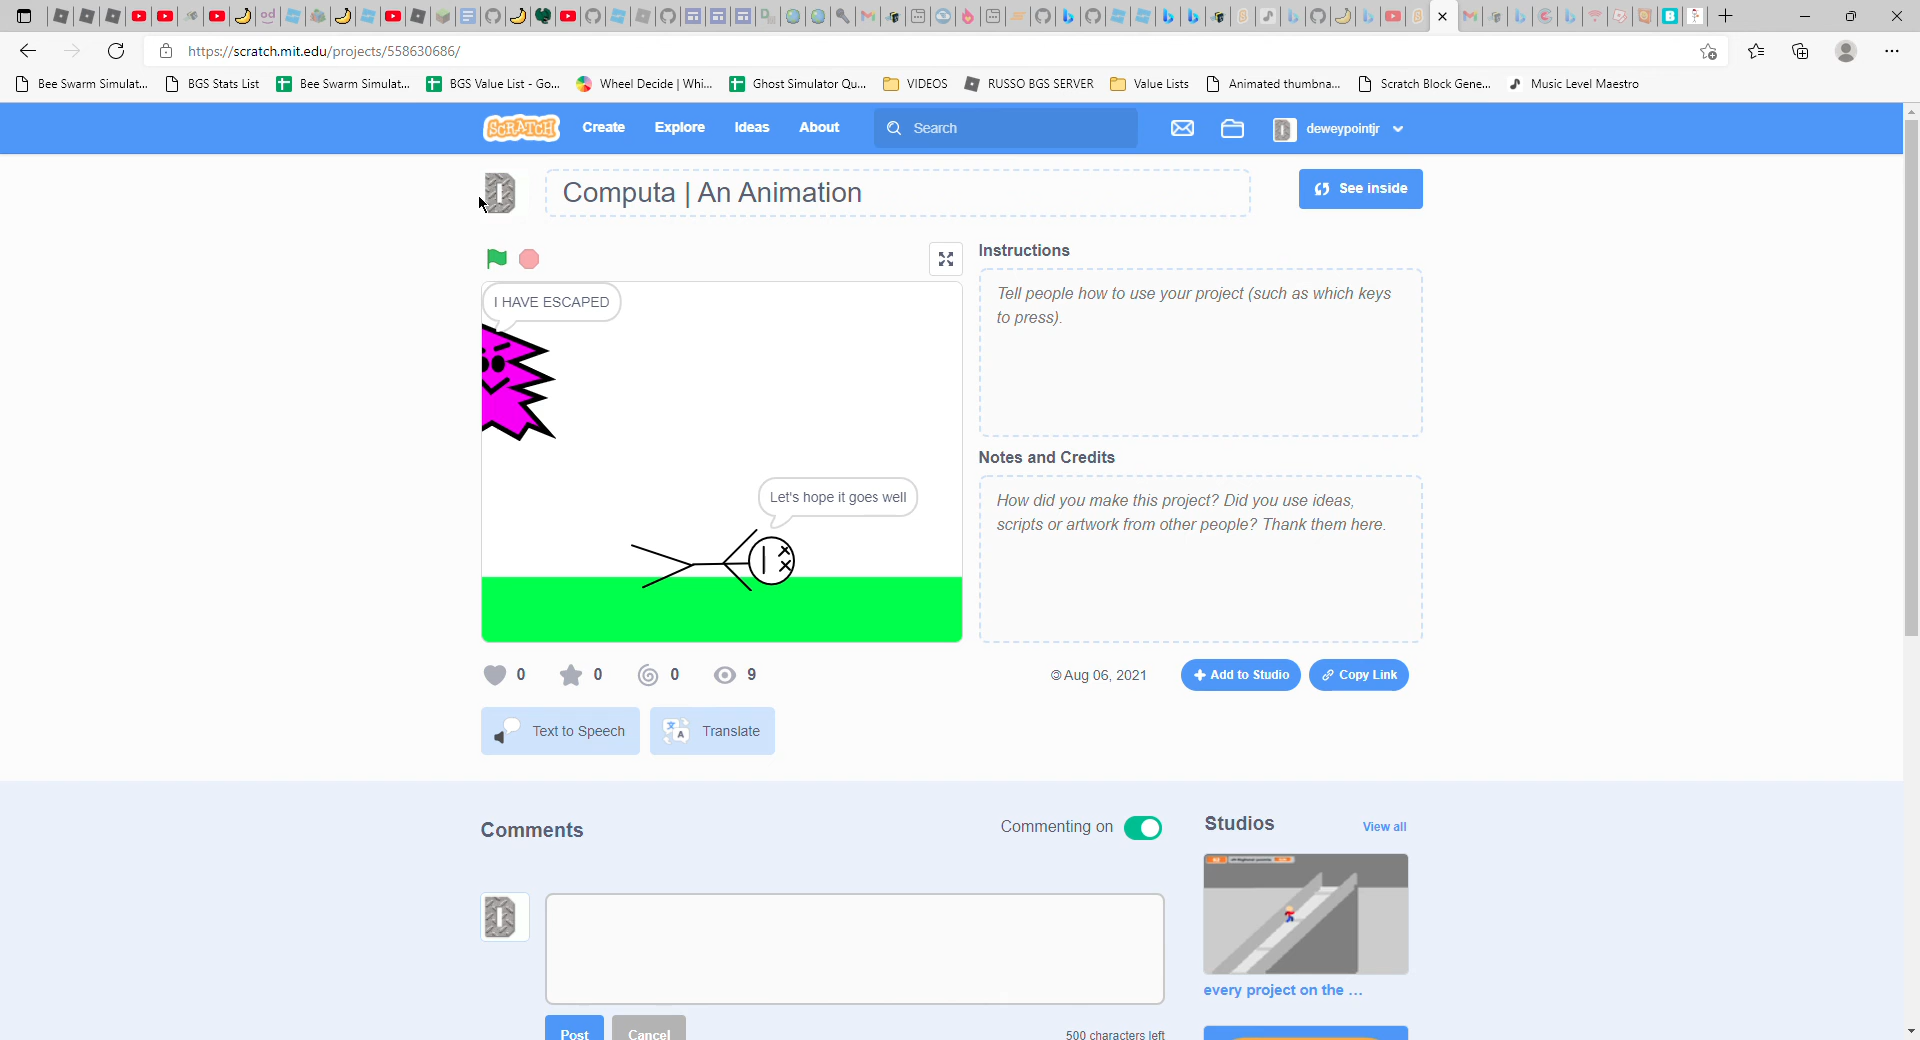 https://scratch.mit.edu/projects/558630686/
Bee Swarm Simulat...
BGS Stats List
Bee Swarm Simulat...
BGS Value List - Go...
Wheel Decide | Whi...
Ghost Simulator Qu...
VIDEOS
RUSSO BGS SERVER
Value Lists
Animated thumbna...
Scratch Block Gene...
Music Level Maestro
SCRATCH
Create
Explore
Ideas
About
Search
deweypointjr
Computa | An Animation
See inside
Instructions
Tell people how to use your project (such as which keys
to press).
I HAVE ESCAPED
Let's hope it goes well
Notes and Credits
How did you make this project? Did you use ideas,
scripts or artwork from other people? Thank them here.
0
0
0
9
© Aug 06, 2021
Add to Studio
Copy Link
Text to Speech
Translate
Comments
Commenting on
Studios
View all
every project on the ...
Post
Cancel
500 characters left